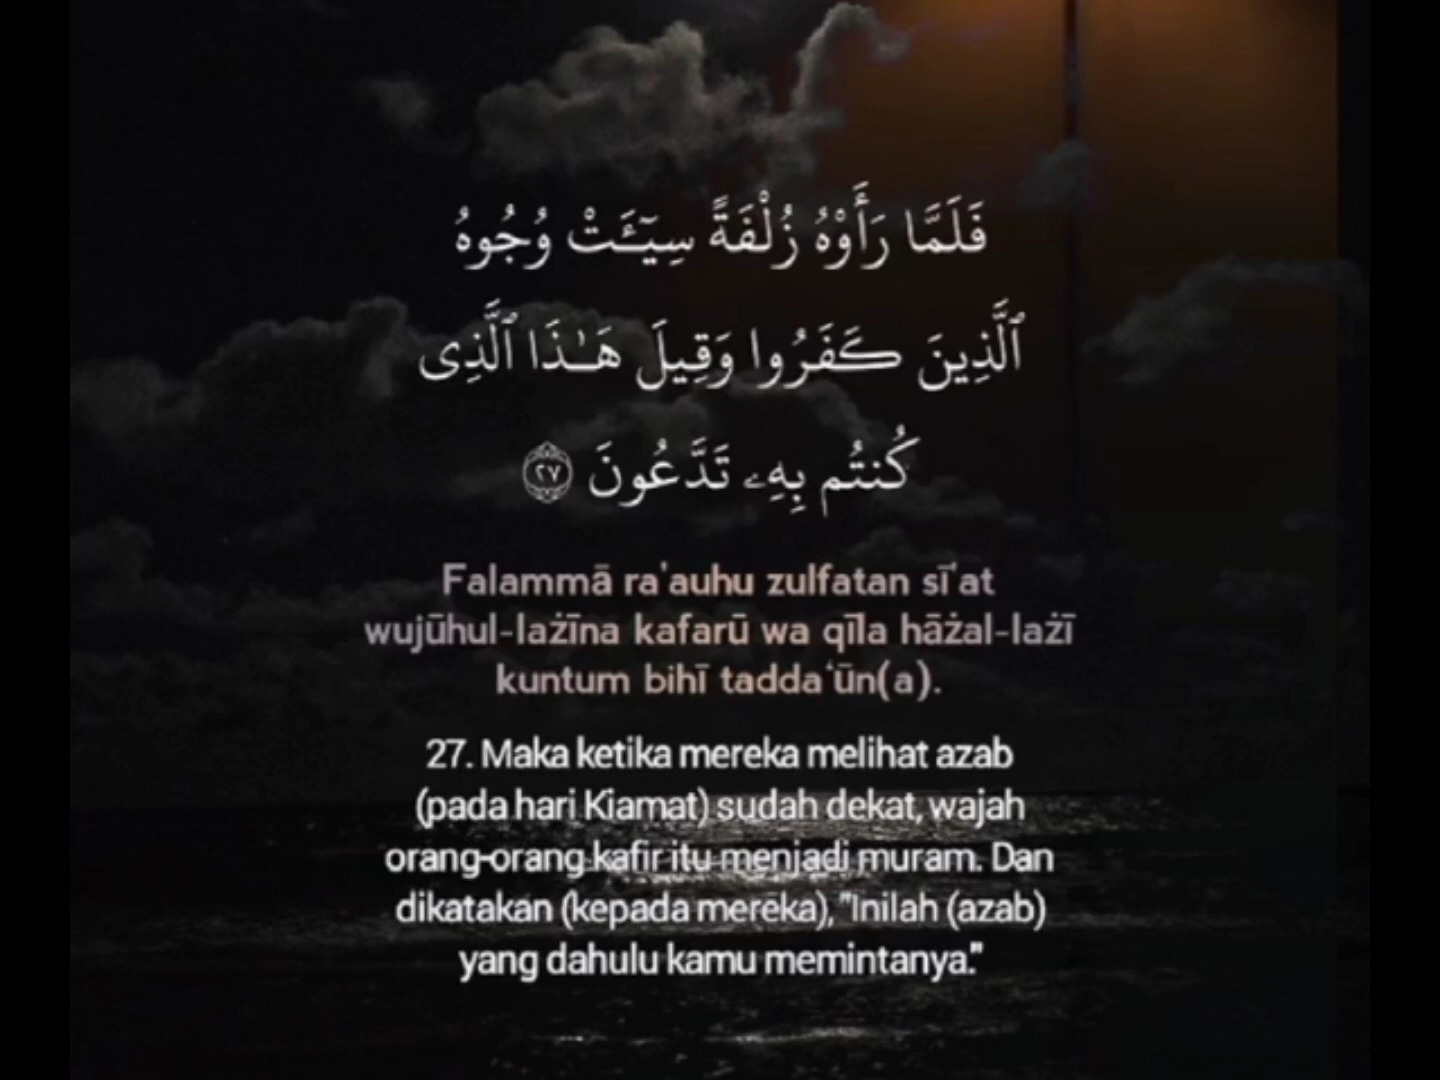 فَلَمَّا رَأَوْهُ زُلْفَةً سِيٓـَٔتْ وُجُوهُ
ٱلَّذِينَ كَفَرُوا وَقِيلَ هَـٰذَا ٱلَّذِى
كُنتُم بِهِۦ تَدَّعُونَ ٢٧
Falammā ra'auhu zulfatan sī'at
wujūhul-lażīna kafarū wa qīla hāżal-lażī
kuntum bihī tadda‘ūn(a).
27. Maka ketika mereka melihat azab
(pada hari Kiamat) sudah dekat, wajah
orang-orang kafir itu menjadi muram. Dan
dikatakan (kepada mereka), "Inilah (azab)
yang dahulu kamu memintanya."